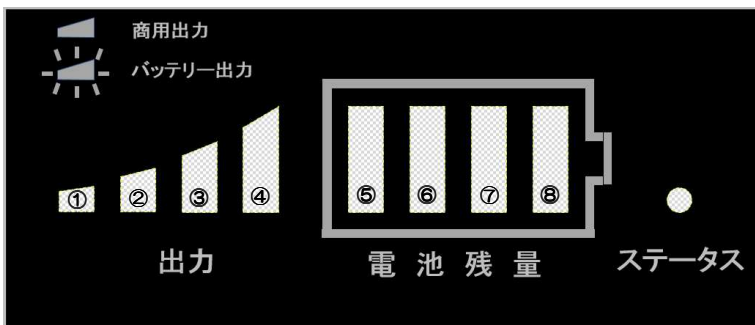 商用出力
バッテリー出力
① ② ③ ④ ⑤ ⑥ ⑦ ⑧
出力 電池残量 ステータス